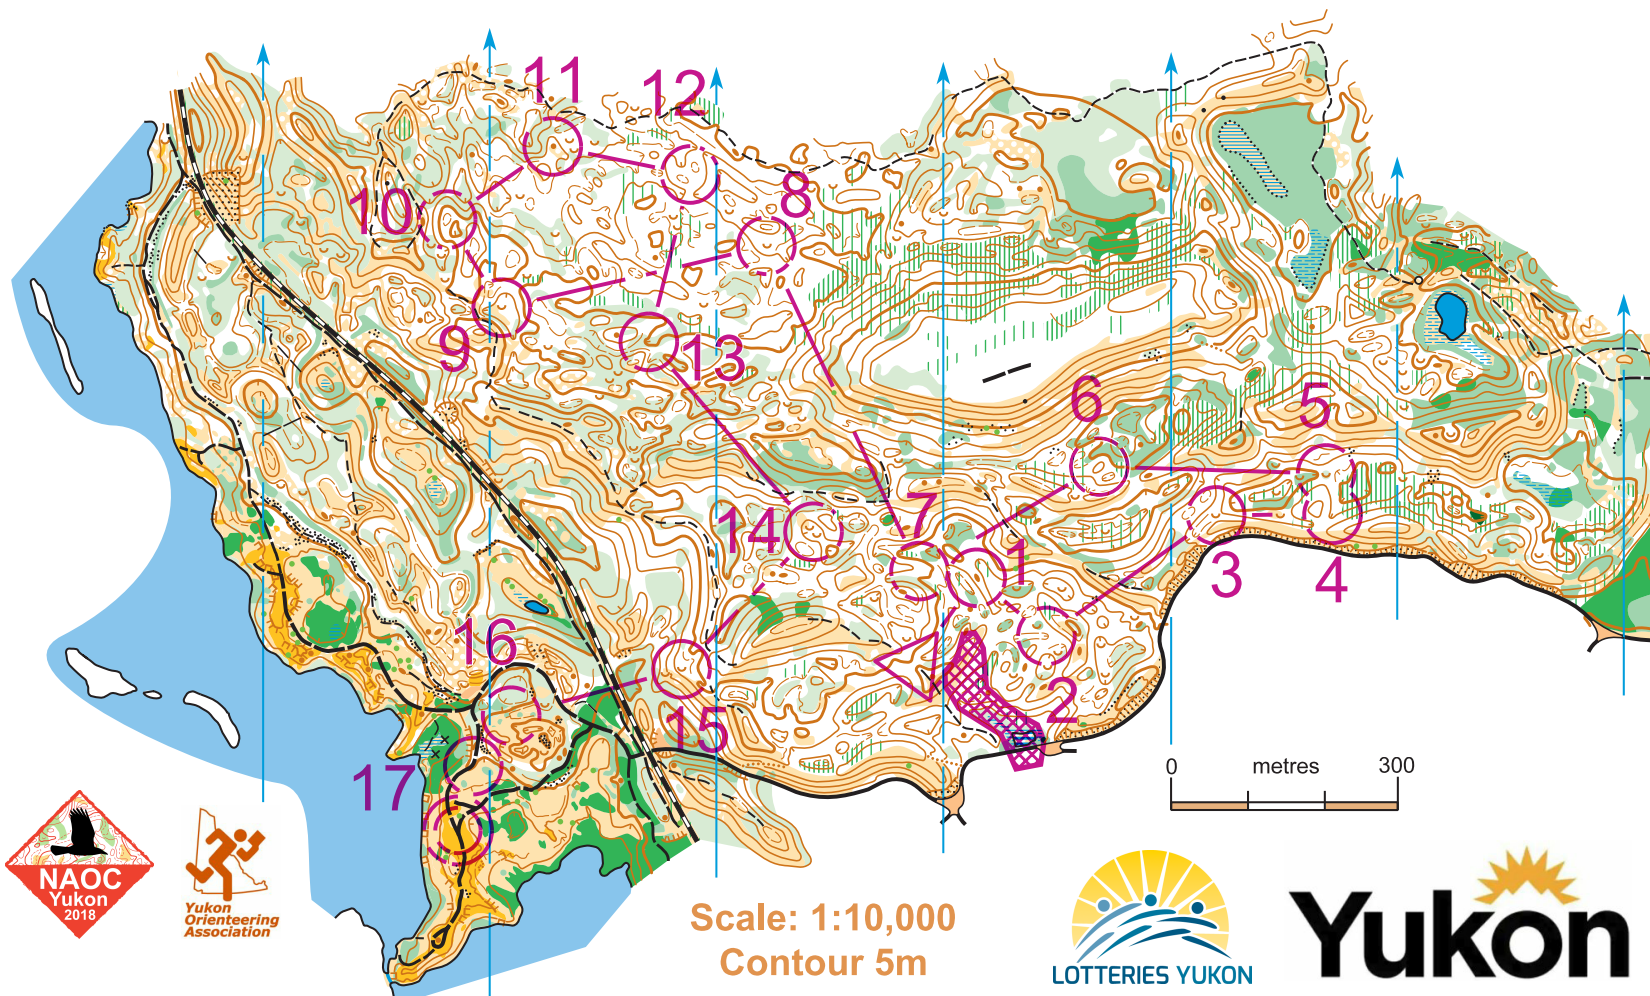 11
12
8
10
9
13
6
5
7
14
1
3
4
16
2
15
17
0 metres 300
NAOC
Yukon
2018
Yukon
Orienteering
Association
Scale: 1:10,000
Contour 5m
LOTTERIES YUKON
Yukon